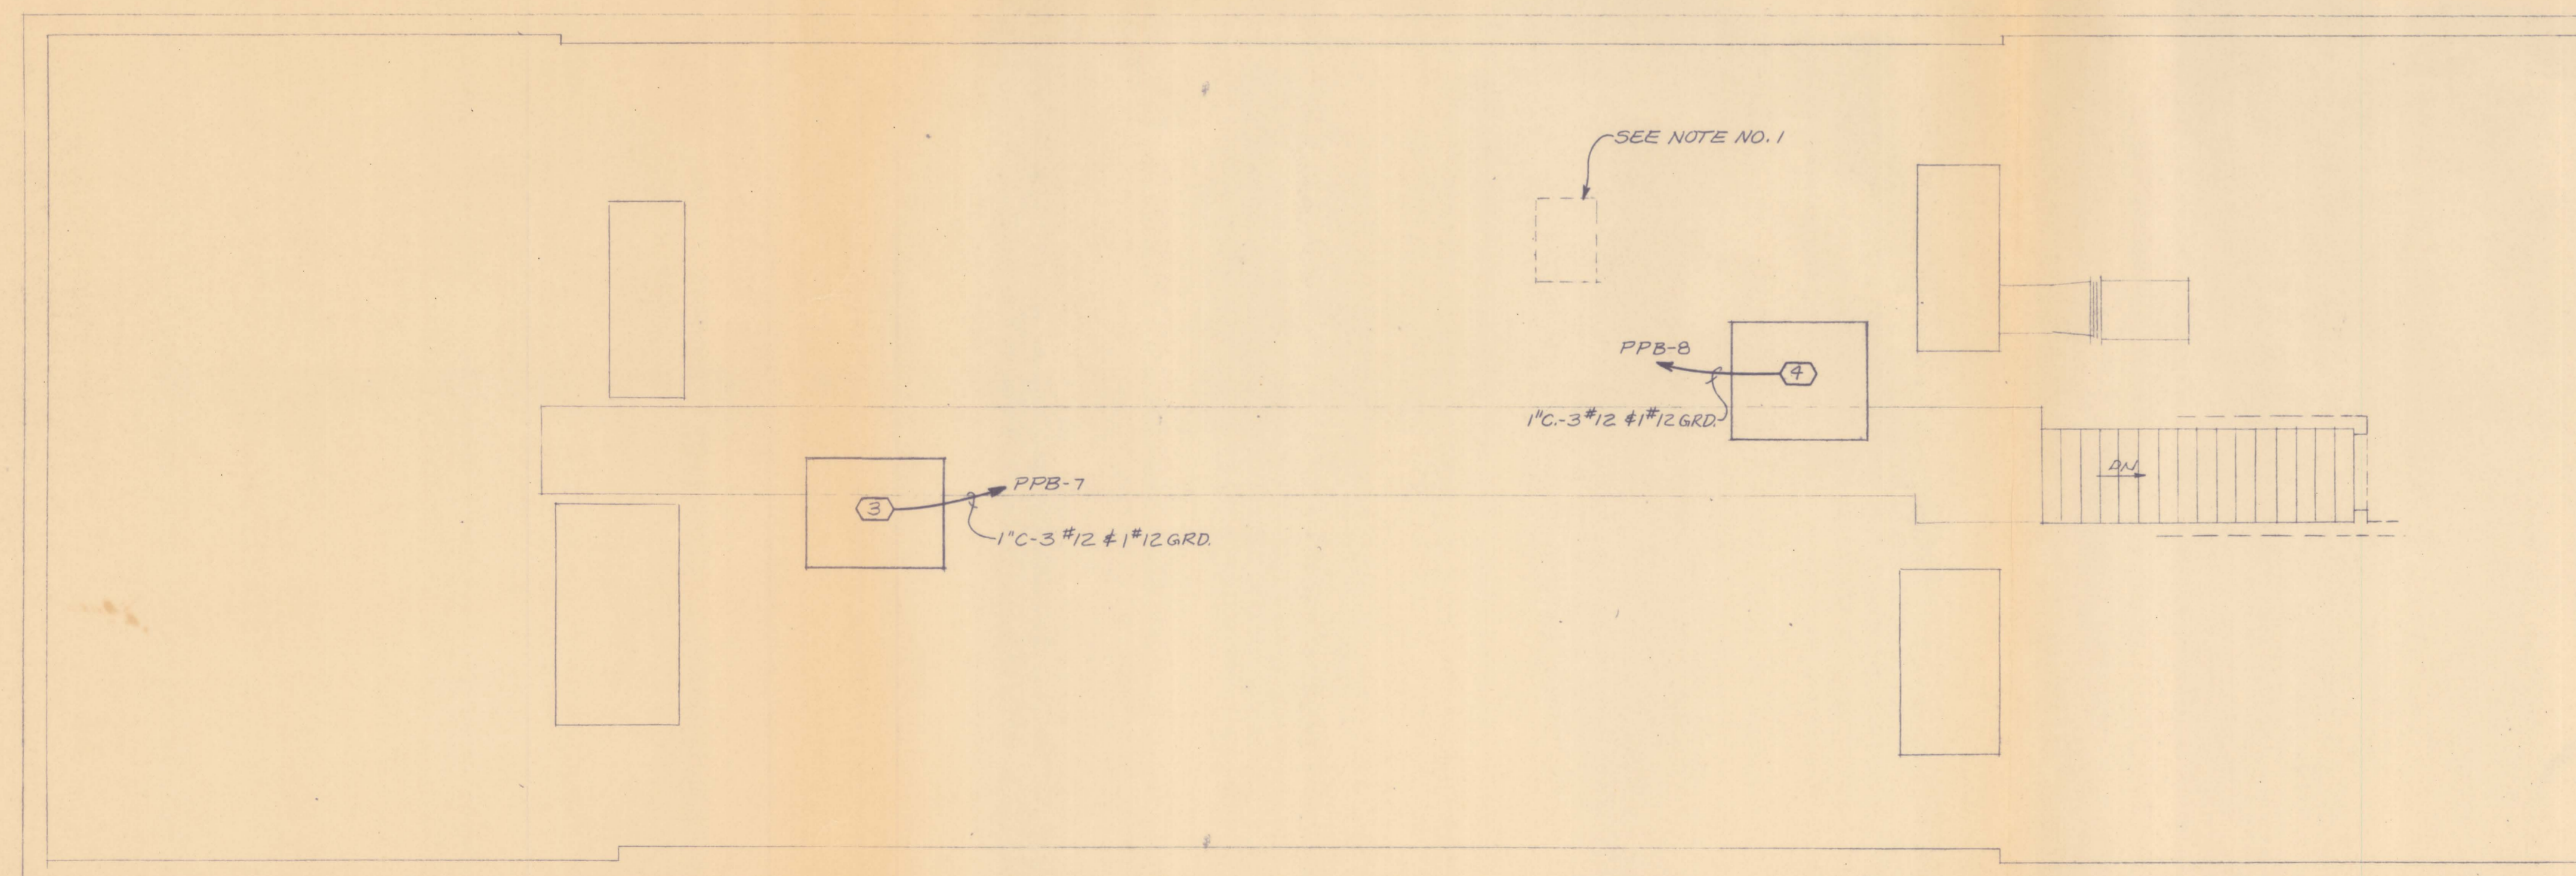 SEE NOTE NO. 1
PPB-8
4
1"C.-3 #12 & 1 #12 GRD.
DN
PPB-7
3
1"C-3 #12 & 1 #12 GRD.